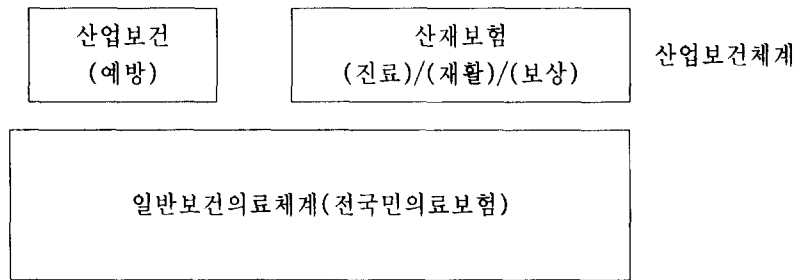 산업보건
(예방)
산재보험
(진료)/(재활)/(보상)
산업보건체계
일반보건의료체계(전국민의료보험)